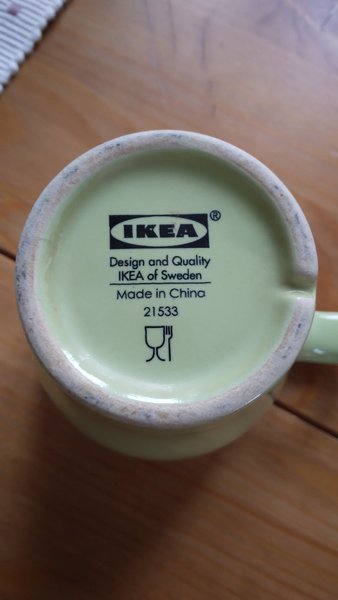 IKEA®
Design and Quality
IKEA of Sweden
Made in China
21533